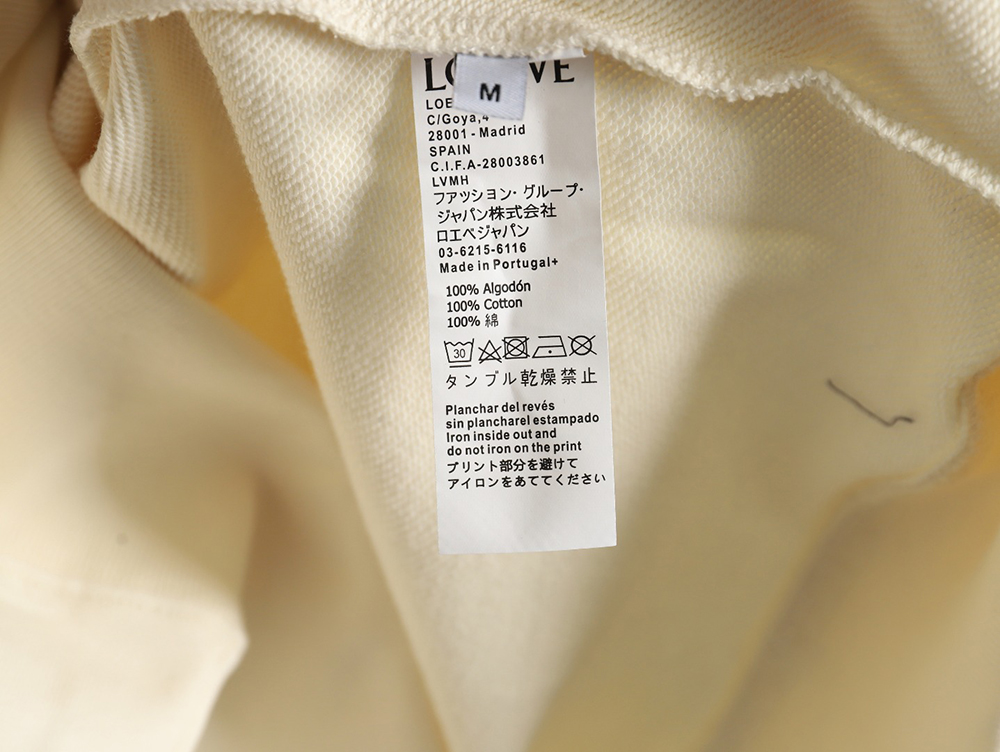 M
LOE
C/Goya,4
28001 - Madrid
SPAIN
C.I.F.A-28003861
LVMH
ファッション・グループ・
ジャパン株式会社
ロエベジャパン
03-6215-6116
Made in Portugal+
100% Algodón
100% Cotton
100% 綿
30
タンブル乾燥禁止
Planchar del revés
sin plancharel estampado
Iron inside out and
do not iron on the print
プリント部分を避けて
アイロンをあててください